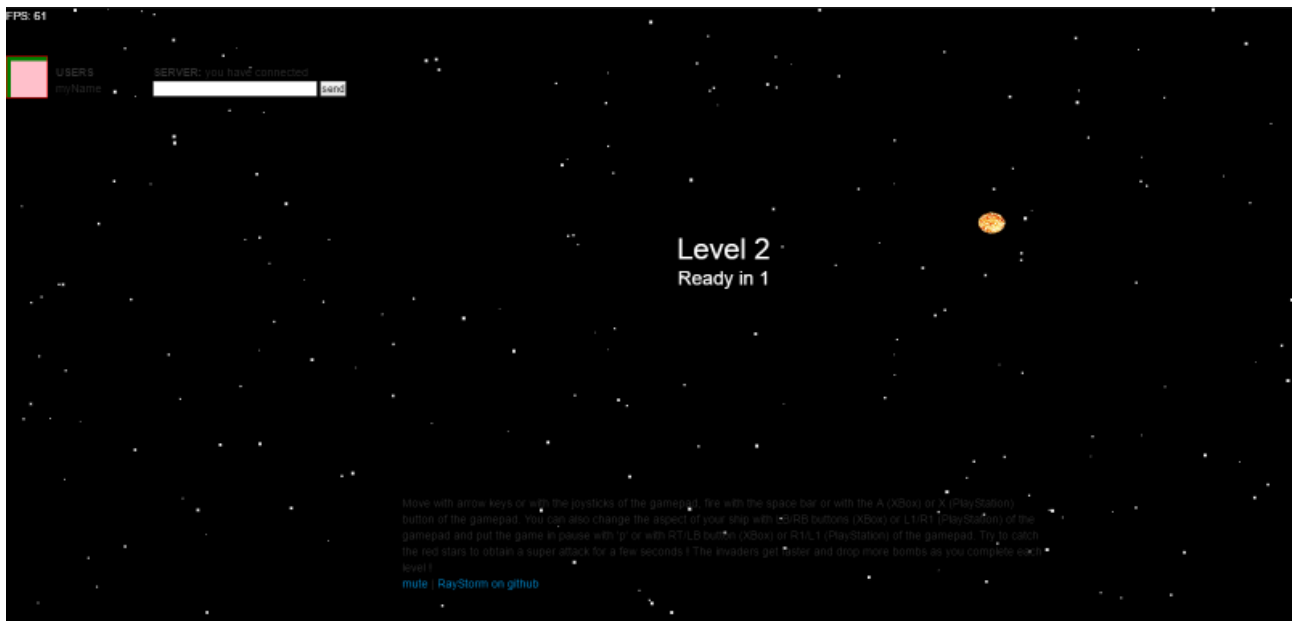 FPS: 61
USERS
myName
SERVER: you have connected
send
Level 2
Ready in 1
Move with arrow keys or with the joysticks of the gamepad, fire with the space bar or with the A (XBox) or X (PlayStation)
button of the gamepad. You can also change the aspect of your ship with LB/RB buttons (XBox) or L1/R1 (PlayStation) of the
gamepad and put the game in pause with 'p' or with RT/LB button (XBox) or R1/L1 (PlayStation) of the gamepad. Try to catch
the red stars to obtain a super attack for a few seconds ! The invaders get faster and drop more bombs as you complete each
level !
mute | RayStorm on github